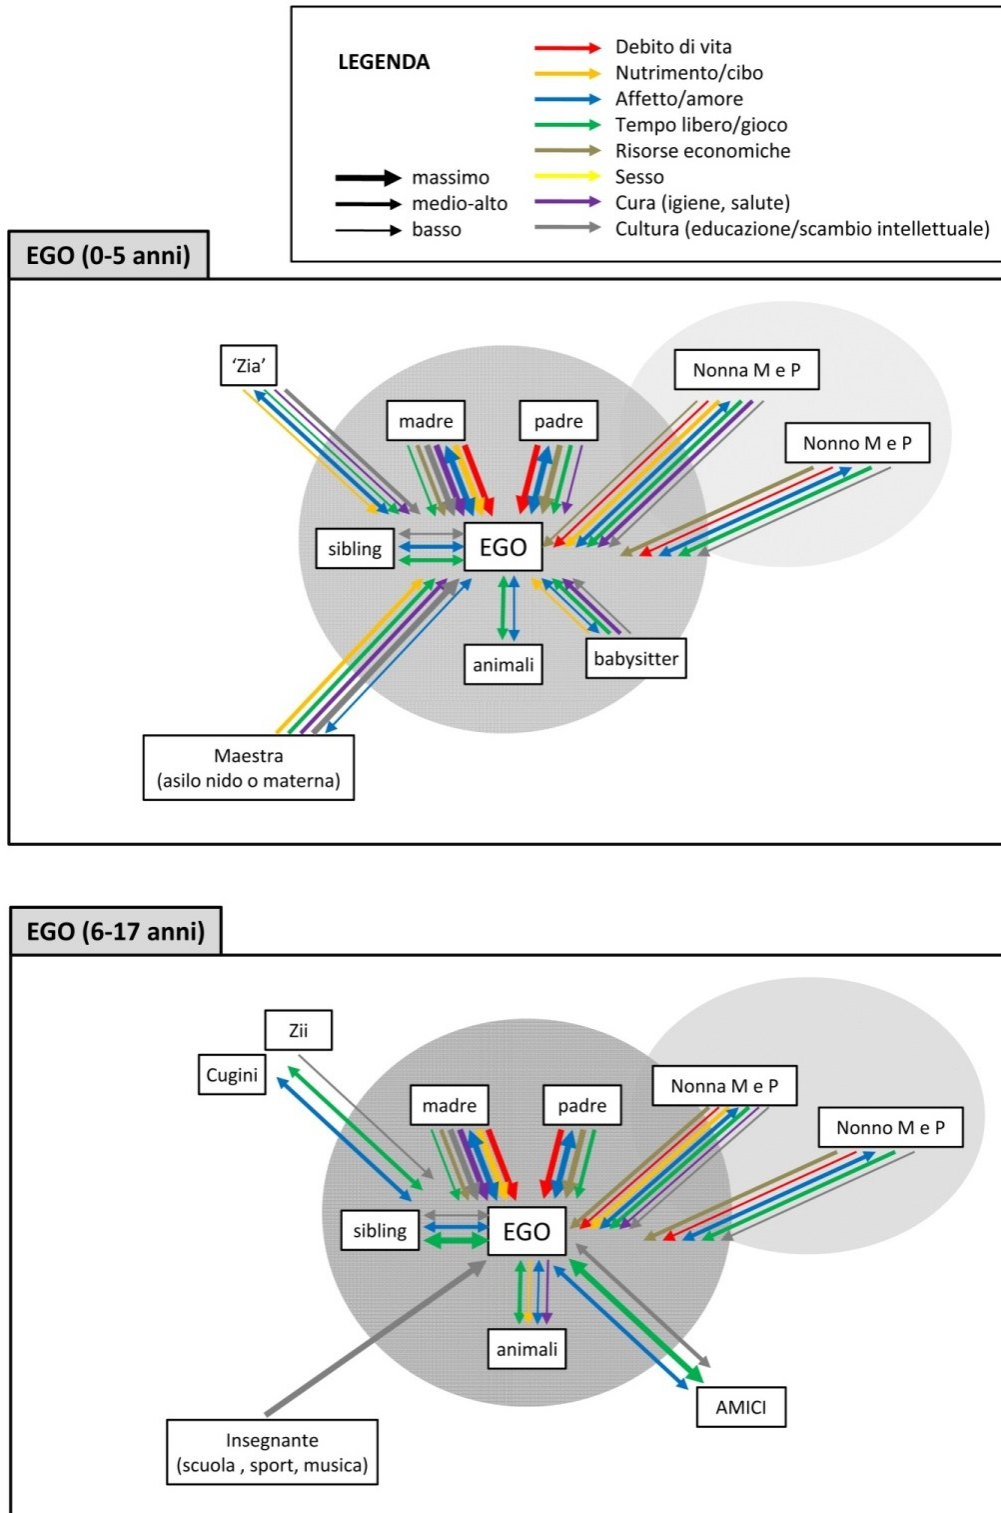 LEGENDA
massimo
medio-alto
basso
Debito di vita
Nutrimento/cibo
Affetto/amore
Tempo libero/gioco
Risorse economiche
Sesso
Cura (igiene, salute)
Cultura (educazione/scambio intellettuale)
EGO (0-5 anni)
‘Zia’
madre
padre
Nonna M e P
Nonno M e P
sibling
EGO
animali
babysitter
Maestra
(asilo nido o materna)
EGO (6-17 anni)
Zii
Cugini
madre
padre
Nonna M e P
Nonno M e P
sibling
EGO
animali
AMICI
Insegnante
(scuola , sport, musica)